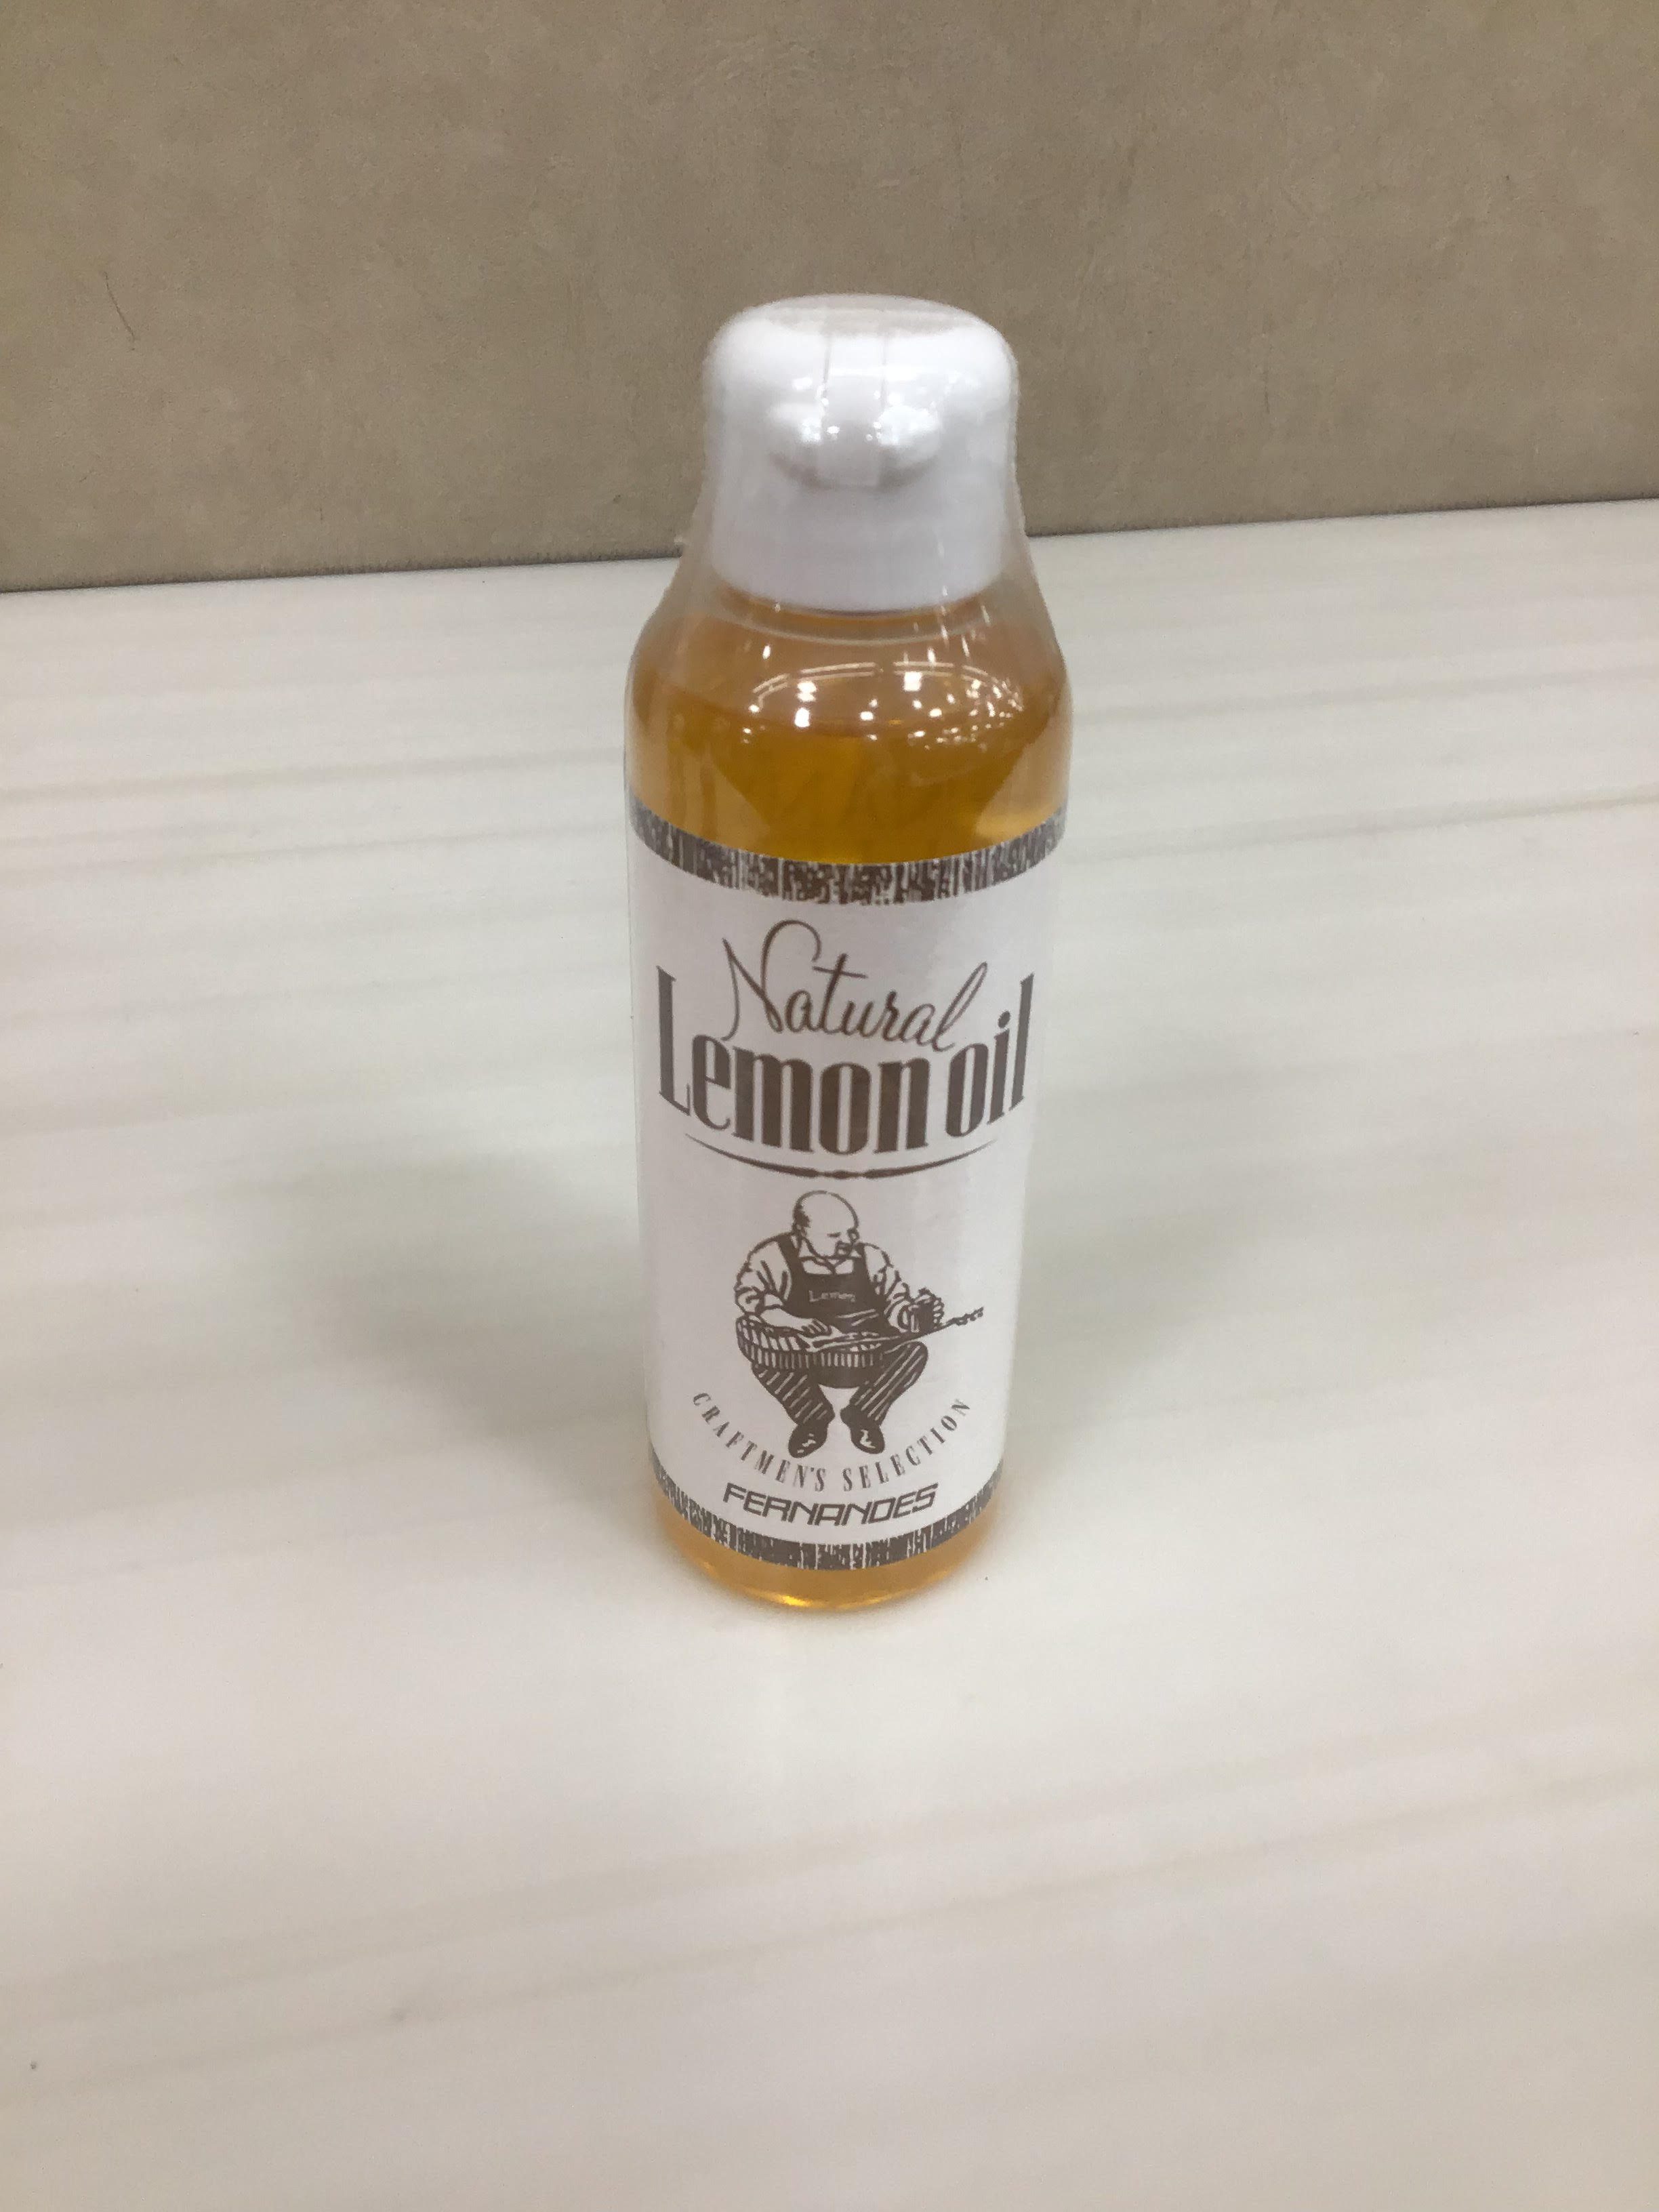 Natural
Lemon oil
Lemon
CRAFTMEN'S SELECTION
FERNANDES